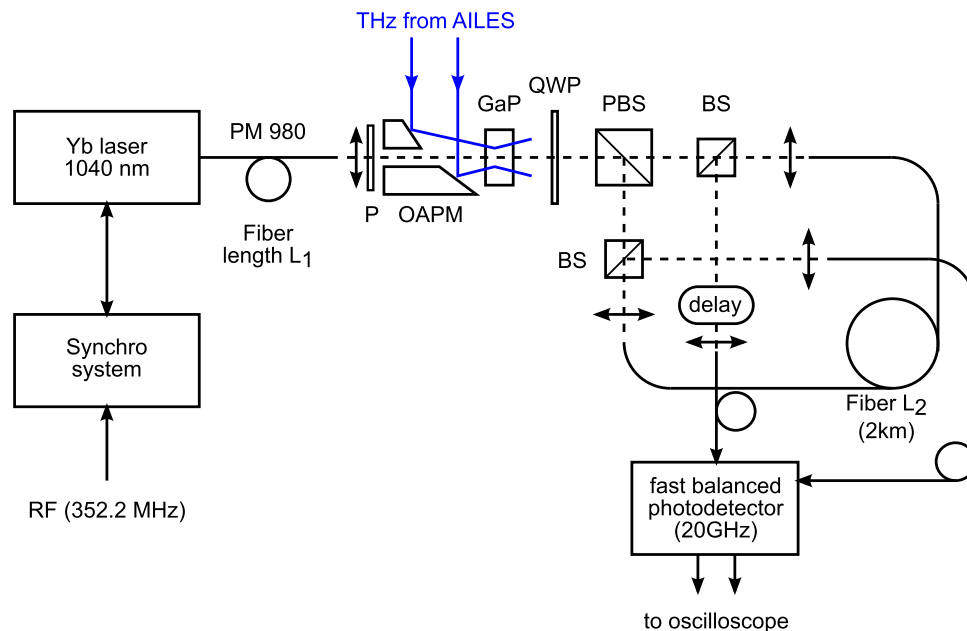 THz from AILES
Yb laser
1040 nm
PM 980
Fiber
length L1
P
OAPM
GaP
QWP
PBS
BS
BS
delay
Synchro
system
RF (352.2 MHz)
Fiber L2
(2km)
fast balanced
photodetector
(20GHz)
to oscilloscope